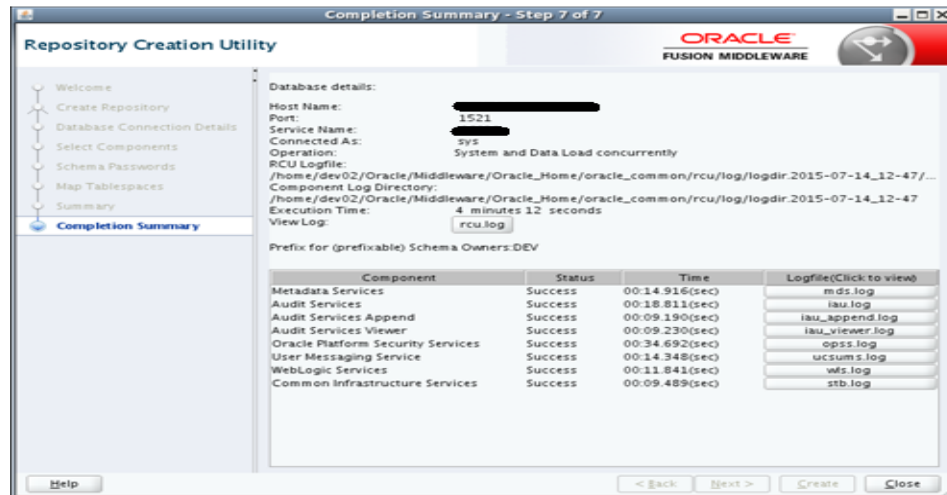 Completion Summary - Step 7 of 7
Repository Creation Utility
ORACLE
FUSION MIDDLEWARE
Welcome
Create Repository
Database Connection Details
Select Components
Schema Passwords
Map Tablespaces
Summary
Completion Summary
Database details:
Host Name:
Port: 1521
Service Name:
Connected As: sys
Operation: System and Data Load concurrently
RCU Logfile:
/home/dev02/Oracle/Middleware/Oracle_Home/oracle_common/rcu/log/logdir.2015-07-14_12-47/...
Component Log Directory:
/home/dev02/Oracle/Middleware/Oracle_Home/oracle_common/rcu/log/logdir.2015-07-14_12-47
Execution Time: 4 minutes 12 seconds
View Log: rcu.log
Prefix for (prefixable) Schema Owners:DEV
Component Status Time Logfile(Click to view)
Metadata Services Success 00:14.916(sec) mds.log
Audit Services Success 00:18.811(sec) iau.log
Audit Services Append Success 00:09.190(sec) iau_append.log
Audit Services Viewer Success 00:09.230(sec) iau_viewer.log
Oracle Platform Security Services Success 00:34.692(sec) opss.log
User Messaging Service Success 00:14.348(sec) ucsums.log
WebLogic Services Success 00:11.841(sec) wls.log
Common Infrastructure Services Success 00:09.489(sec) stb.log
Help < Back Next > Create Close